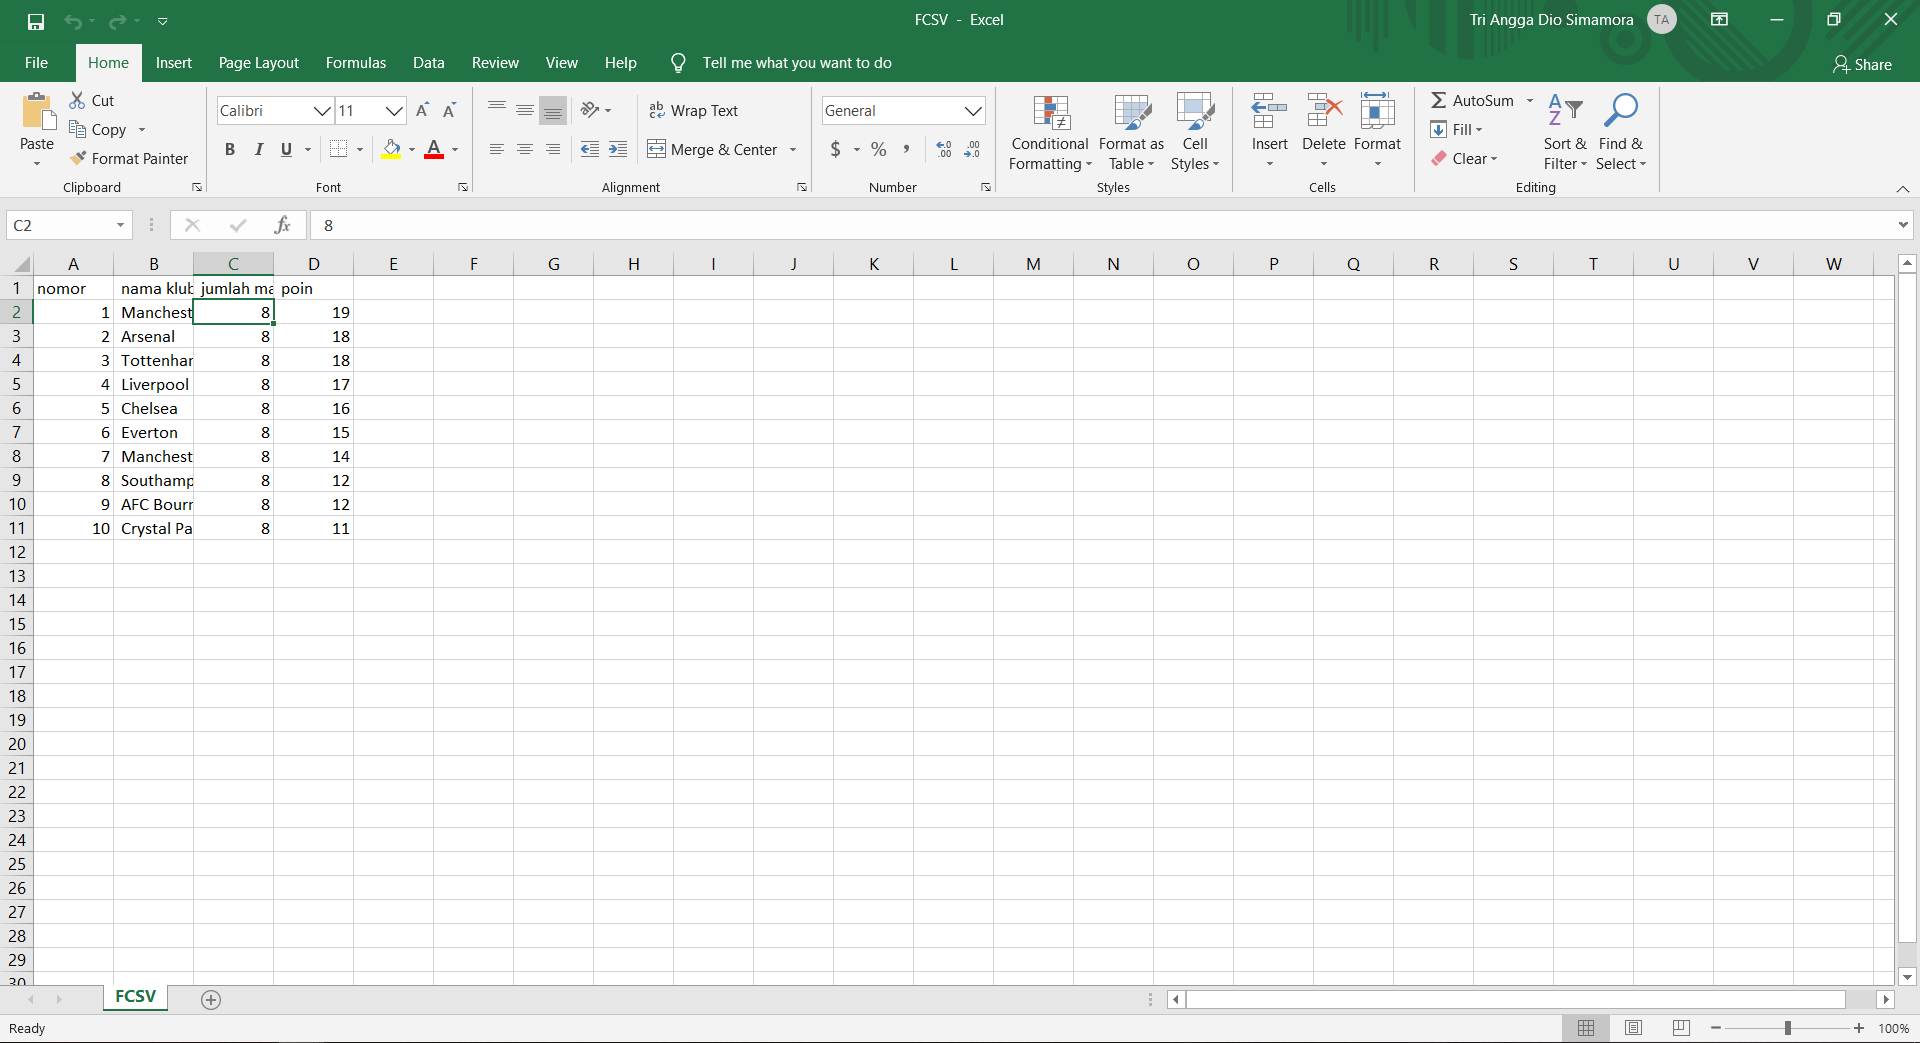 FCSV - Excel
Tri Angga Dio Simamora TA
File Home Insert Page Layout Formulas Data Review View Help Tell me what you want to do Share
Paste Cut Copy Format Painter Clipboard
Calibri 11 A A B I U A Font
ab Wrap Text Merge & Center Alignment
General $ % , .00 .00 Number
Conditional Formatting Format as Table Cell Styles Styles
Insert Delete Format Cells
AutoSum Fill Clear Sort & Filter Find & Select Editing
C2 fx 8
A B C D E F G H I J K L M N O P Q R S T U V W
1 nomor nama klub jumlah ma poin
2 1 Manchest 8 19
3 2 Arsenal 8 18
4 3 Tottenhar 8 18
5 4 Liverpool 8 17
6 5 Chelsea 8 16
7 6 Everton 8 15
8 7 Manchest 8 14
9 8 Southamp 8 12
10 9 AFC Bourr 8 12
11 10 Crystal Pa 8 11
12
13
14
15
16
17
18
19
20
21
22
23
24
25
26
27
28
29
30
FCSV
Ready 100%